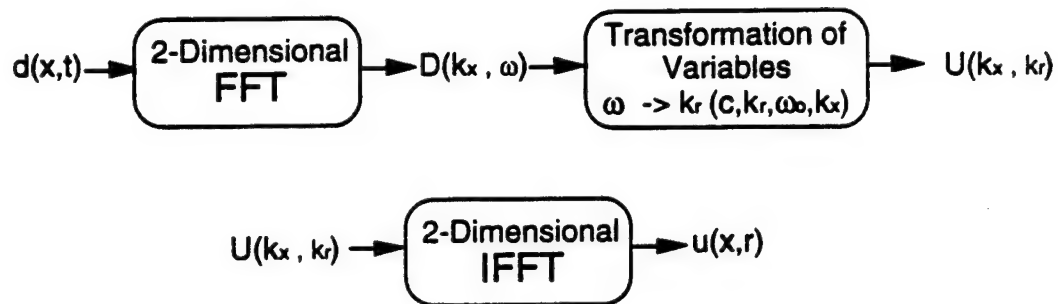 d(x,t)
2-Dimensional
FFT
D(kx , ω)
Transformation of
Variables
ω -> kr (c,kr,ωo,kx)
U(kx , kr)
U(kx , kr)
2-Dimensional
IFFT
u(x,r)